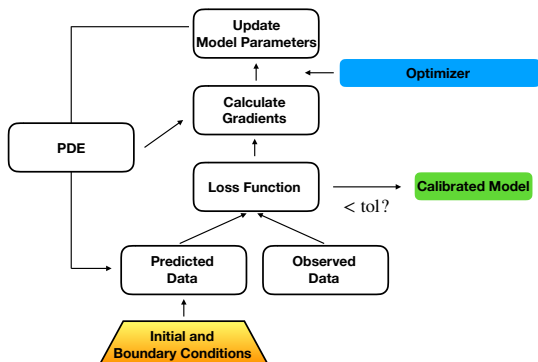 Update
Model Parameters
Optimizer
Calculate
Gradients
PDE
Loss Function
Calibrated Model
< tol?
Predicted
Data
Observed
Data
Initial and
Boundary Conditions